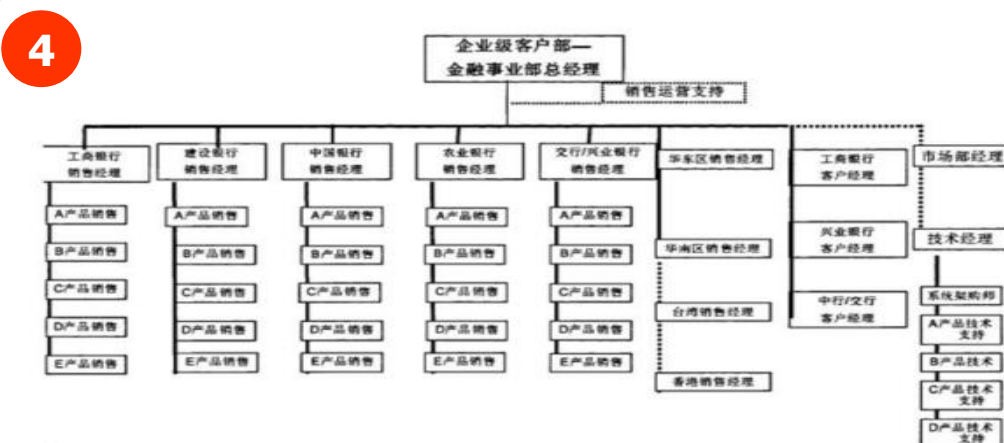 4
企业级客户部—
金融事业部总经理
销售运营支持
工商银行
销售经理
建设银行
销售经理
中国银行
销售经理
农业银行
销售经理
交行/兴业银行
销售经理
华东区销售经理
工商银行
客户经理
市场部经理
A产品销售
A产品销售
A产品销售
A产品销售
A产品销售
兴业银行
客户经理
技术经理
B产品销售
B产品销售
B产品销售
B产品销售
B产品销售
华南区销售经理
C产品销售
C产品销售
C产品销售
C产品销售
C产品销售
台湾销售经理
中行/交行
客户经理
系统架购师
D产品销售
D产品销售
D产品销售
D产品销售
D产品销售
A产品技术
支持
E产品销售
E产品销售
E产品销售
E产品销售
E产品销售
香港销售经理
B产品技术
C产品技术
支持
D产品技术
支持